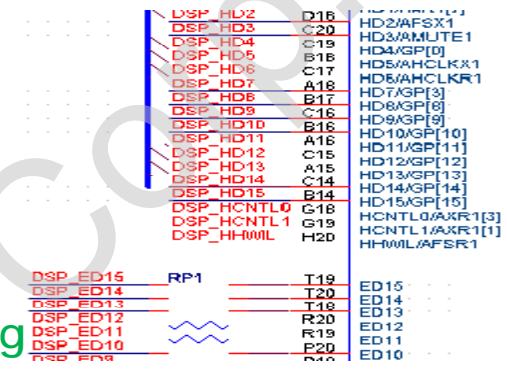 DSP_HD2 D18 HD2/AFSX1
DSP_HD3 C20 HD3/AMUTE1
DSP_HD4 C19 HD4/GP[0]
DSP_HD5 B18 HD5/AHCLKX1
DSP_HD6 C17 HD6/AHCLKR1
DSP_HD7 A18 HD7/GP[3]
DSP_HD8 B17 HD8/GP[8]
DSP_HD9 C16 HD9/GP[9]
DSP_HD10 B16 HD10/GP[10]
DSP_HD11 A16 HD11/GP[11]
DSP_HD12 C15 HD12/GP[12]
DSP_HD13 A15 HD13/GP[13]
DSP_HD14 C14 HD14/GP[14]
DSP_HD15 B14 HD15/GP[15]
DSP_HCNTL0 G18 HCNTL0/AXR1[3]
DSP_HCNTL1 G19 HCNTL1/AXR1[1]
DSP_HHWIL H20 HHWIL/AFSR1
DSP_ED15 RP1 T19 ED15
DSP_ED14 T20 ED14
DSP_ED13 T18 ED13
DSP_ED12 R20 ED12
g DSP_ED11 R19 ED11
DSP_ED10 P20 ED10
DSP_ED9